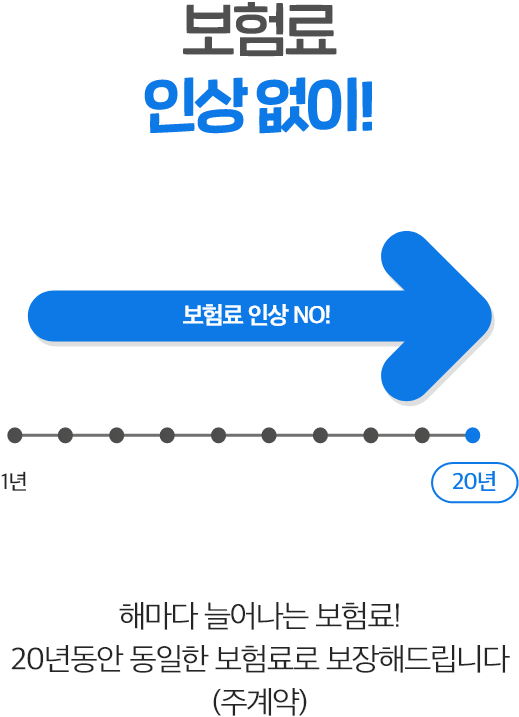 보험료
인상 없이!
보험료 인상 NO!
1년
20년
해마다 늘어나는 보험료!
20년동안 동일한 보험료로 보장해드립니다
(주계약)